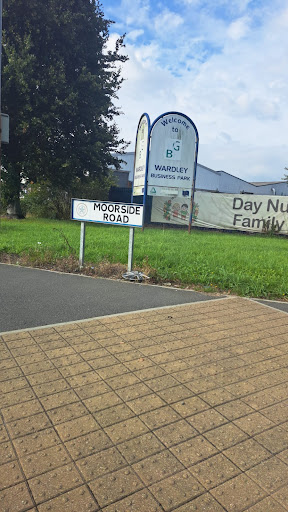 Welcome
to
G
B
WARDLEY
BUSINESS PARK
MOORSIDE ROAD
Day Nu
Family